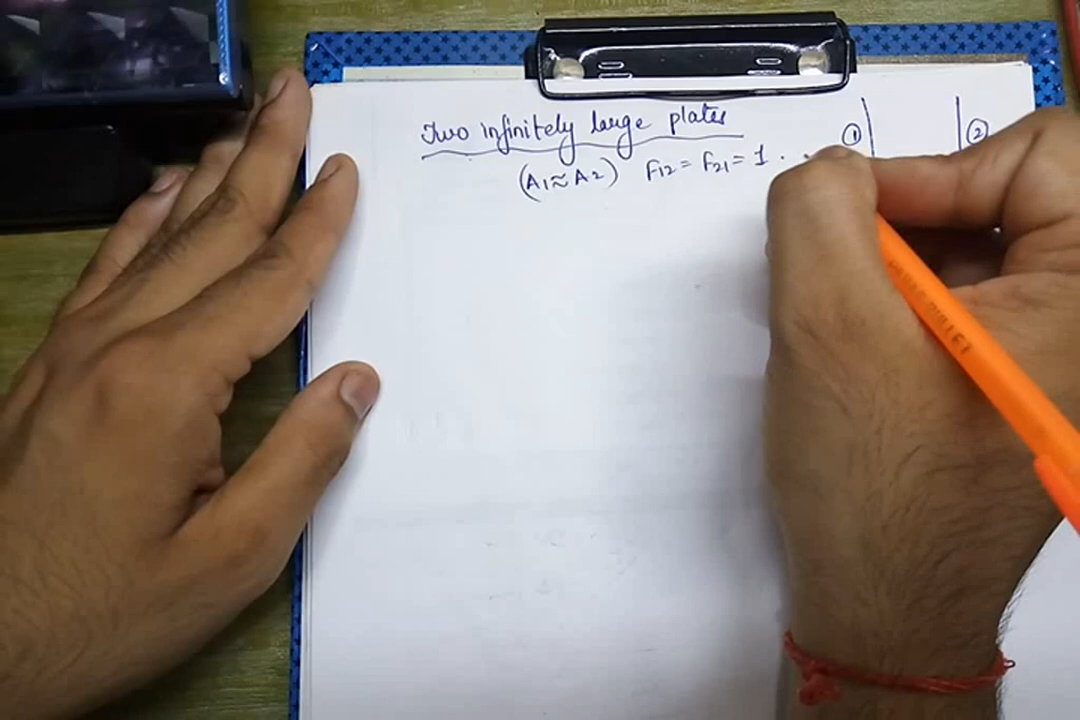 Two infinitely large plates
① ②
(A1≈A2) F12 = F21 = 1 . .